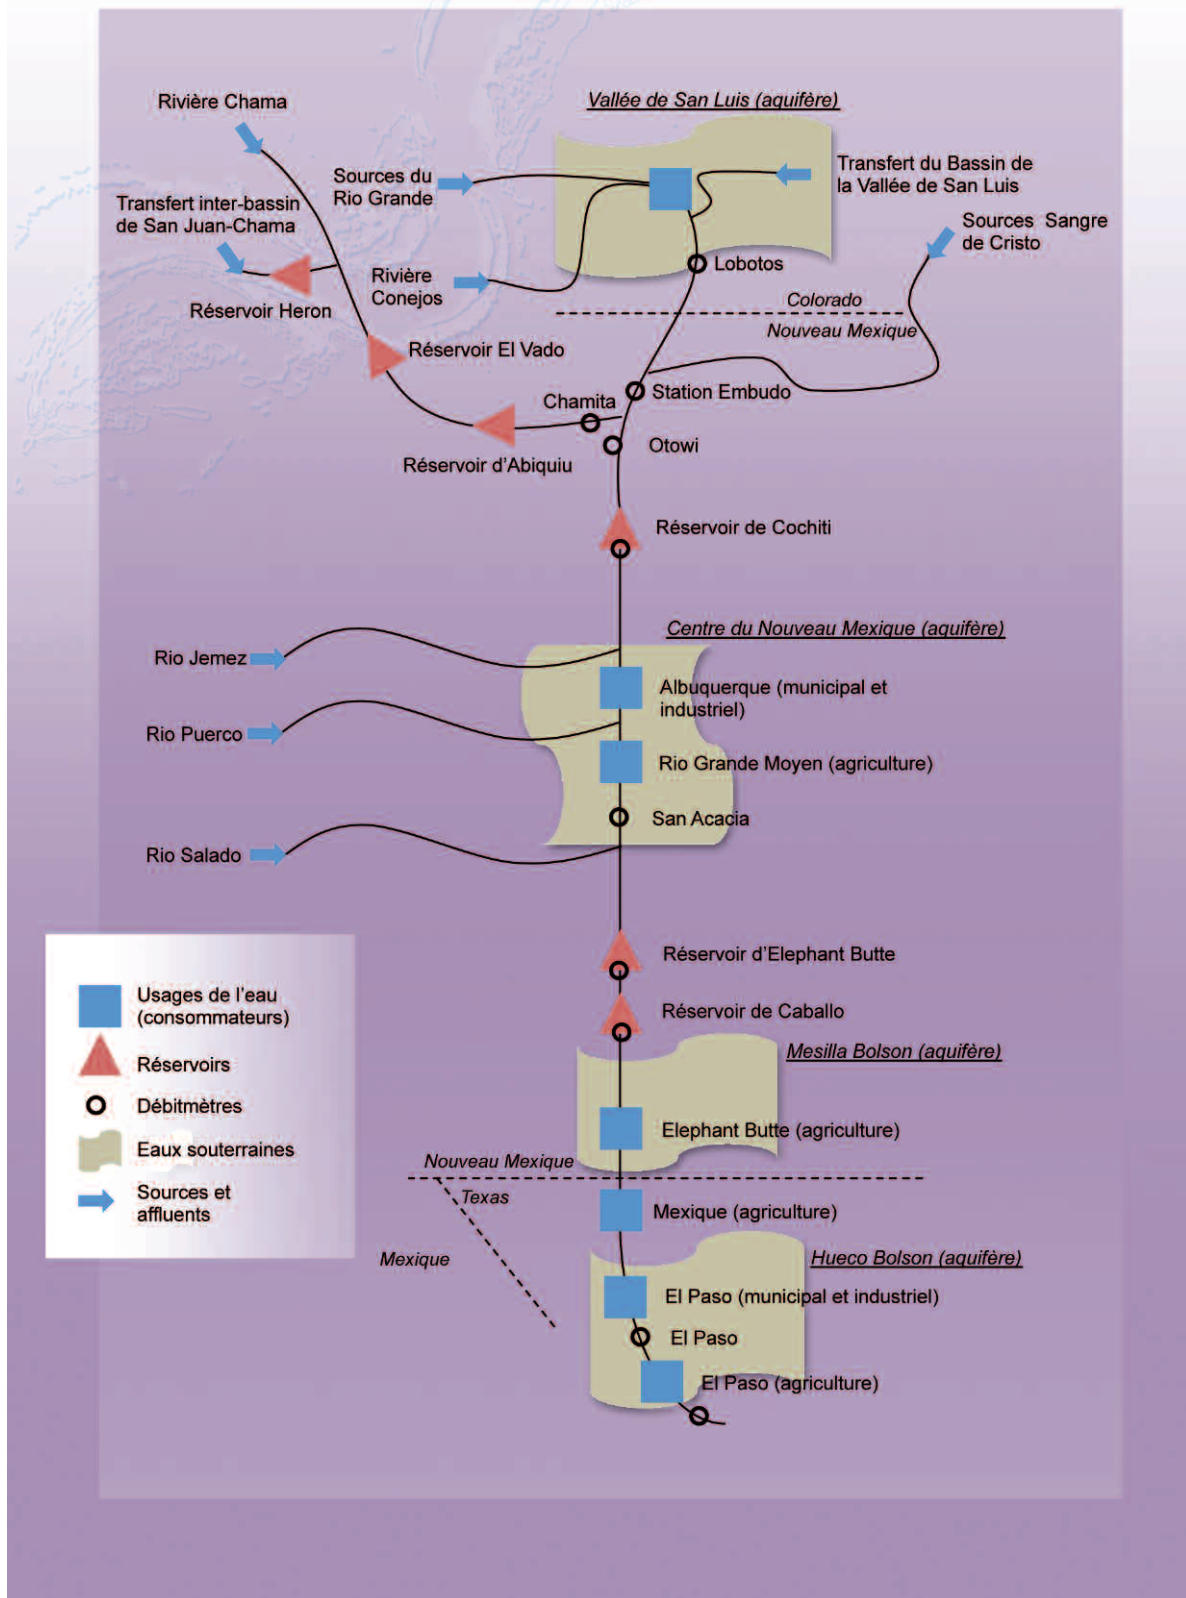 Rivière Chama
Vallée de San Luis (aquifère)
Sources du
Rio Grande
Transfert du Bassin de
la Vallée de San Luis
Transfert inter-bassin
de San Juan-Chama
Sources Sangre
de Cristo
Rivière
Conejos
Lobotos
Réservoir Heron
Colorado
Nouveau Mexique
Réservoir El Vado
Station Embudo
Chamita
Otowi
Réservoir d'Abiquiu
Réservoir de Cochiti
Centre du Nouveau Mexique (aquifère)
Rio Jemez
Albuquerque (municipal et
industriel)
Rio Puerco
Rio Grande Moyen (agriculture)
San Acacia
Rio Salado
Réservoir d'Elephant Butte
Réservoir de Caballo
Mesilla Bolson (aquifère)
Elephant Butte (agriculture)
Nouveau Mexique
Texas
Mexique
Mexique (agriculture)
Hueco Bolson (aquifère)
El Paso (municipal et industriel)
El Paso
El Paso (agriculture)
Usages de l'eau
(consommateurs)
Réservoirs
Débitmètres
Eaux souterraines
Sources et
affluents